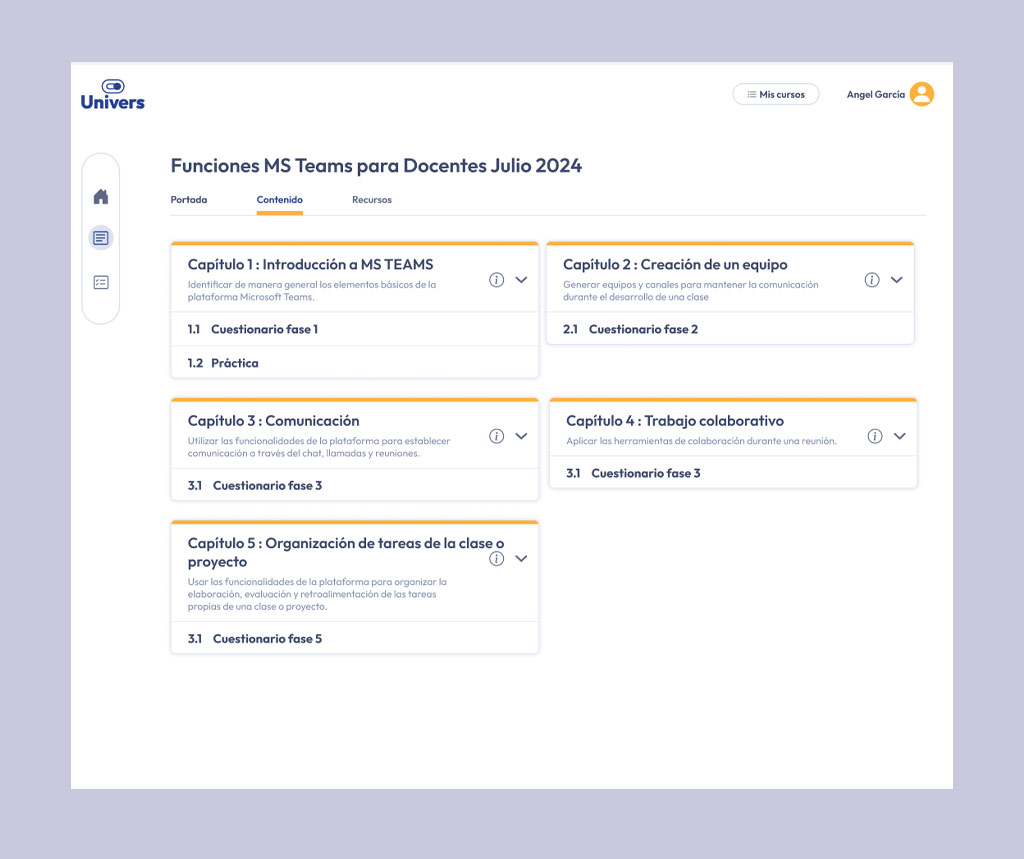 Univers
Mis cursos
Angel García
Funciones MS Teams para Docentes Julio 2024
Portada
Contenido
Recursos
Capítulo 1 : Introducción a MS TEAMS
Identificar de manera general los elementos básicos de la
plataforma Microsoft Teams.
1.1 Cuestionario fase 1
1.2 Práctica
Capítulo 2 : Creación de un equipo
Generar equipos y canales para mantener la comunicación
durante el desarrollo de una clase
2.1 Cuestionario fase 2
Capítulo 3 : Comunicación
Utilizar las funcionalidades de la plataforma para establecer
comunicación a través del chat, llamadas y reuniones.
3.1 Cuestionario fase 3
Capítulo 4 : Trabajo colaborativo
Aplicar las herramientas de colaboración durante una reunión.
3.1 Cuestionario fase 3
Capítulo 5 : Organización de tareas de la clase o
proyecto
Usar las funcionalidades de la plataforma para organizar la
elaboración, evaluación y retroalimentación de las tareas
propias de una clase o proyecto.
3.1 Cuestionario fase 5